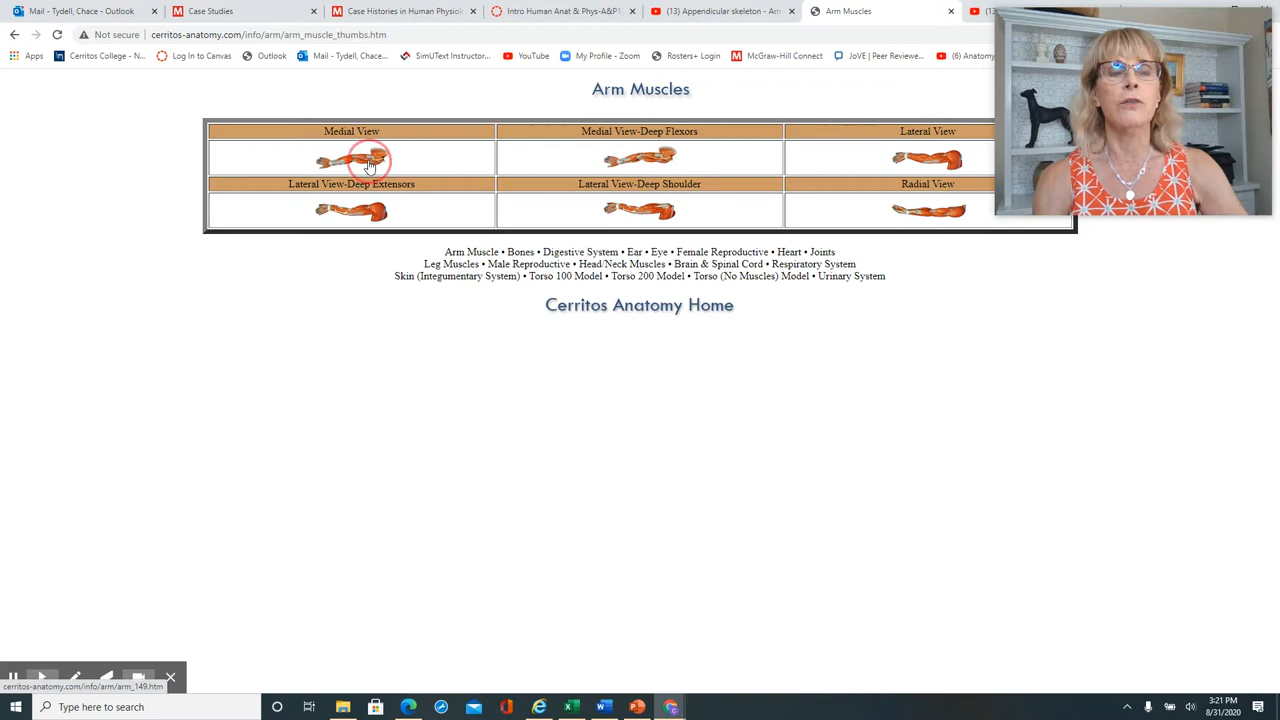 Mail - Tydell, Chace - Outlook
Case Studies
Case Histories in Human Physiol
Intro Human Anat & Phys-A&P1
(13) Appendicular skeleton - Arm
Arm Muscles
(13
Not secure
cerritos-anatomy.com/info/arm/arm_muscle_thumbs.htm
Apps
Cerritos College - N...
Log In to Canvas
Outlook
Mail - Tydell, Chace...
SimUText Instructor...
YouTube
My Profile - Zoom
Rosters+ Login
McGraw-Hill Connect
JoVE | Peer Reviewe...
(6) Anatomy
Arm Muscles
Medial View
Medial View-Deep Flexors
Lateral View
Lateral View-Deep Extensors
Lateral View-Deep Shoulder
Radial View
Arm Muscle • Bones • Digestive System • Ear • Eye • Female Reproductive • Heart • Joints
Leg Muscles • Male Reproductive • Head/Neck Muscles • Brain & Spinal Cord • Respiratory System
Skin (Integumentary System) • Torso 100 Model • Torso 200 Model • Torso (No Muscles) Model • Urinary System
Cerritos Anatomy Home
cerritos-anatomy.com/info/arm/arm_149.htm
Type here to search
3:21 PM
8/31/2020